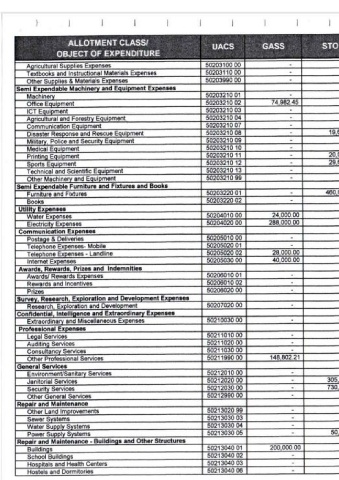 ALLOTMENT CLASS/ OBJECT OF EXPENDITURE UACS GASS STO
Agricultural Supplies Expenses 50203100 00 -
Textbooks and Instructional Materials Expenses 50203110 00 -
Other Supplies & Materials Expenses 50203990 00 -
Semi Expendable Machinery and Equipment Expenses
Machinery 50203210 01 -
Office Equipment 50203210 02 74,982.45
ICT Equipment 50203210 03 -
Agricultural and Forestry Equipment 50203210 04 -
Communication Equipment 50203210 07 -
Disaster Response and Rescue Equipment 50203210 08 - 19,5
Military, Police and Security Equipment 50203210 09 -
Medical Equipment 50203210 10 -
Printing Equipment 50203210 11 -
Sports Equipment 50203210 12 -
Technical and Scientific Equipment 50203210 13 -
Other Machinery and Equipment 50203210 99 -
Semi Expendable Furniture and Fixtures and Books
Furniture and Fixtures 50203220 01 - 460,
Books 50203220 02 -
Utility Expenses
Water Expenses 50204010 00 24,000.00
Electricity Expenses 50204020 00 288,000.00
Communication Expenses
Postage & Deliveries 50205010 00 -
Telephone Expenses- Mobile 50205020 01 -
Telephone Expenses - Landline 50205020 02 28,000.00
Internet Expenses 50205030 00 40,000.00
Awards, Rewards, Prizes and Indemnities
Awards/ Rewards Expenses 50206010 01 -
Rewards and Incentives 50206010 02 -
Prizes 50206020 00 -
Survey, Research, Exploration and Development Expenses
Research, Exploration and Development 50207020 00 -
Confidential, Intelligence and Extraordinary Expenses
Extraordinary and Miscellaneous Expenses 50210030 00 -
Professional Expenses
Legal Services 50211010 00 -
Auditing Services 50211020 00 -
Consultancy Services 50211030 00 -
Other Professional Services 50211990 00 148,802.21
General Services
Environment/Sanitary Services 50212010 00 -
Janitorial Services 50212020 00 - 305,
Security Services 50212030 00 - 730,
Other General Services 50212990 00 -
Repair and Maintenance
Other Land Improvements 50213020 99 -
Sewer Systems 50213030 03 -
Water Supply Systems 50213030 04 -
Power Supply Systems 50213030 05 - 50,
Repair and Maintenance - Buildings and Other Structures
Buildings 50213040 01 200,000.00
School Buildings 50213040 02 -
Hospitals and Health Centers 50213040 03 -
Hostels and Dormitories 50213040 06 -